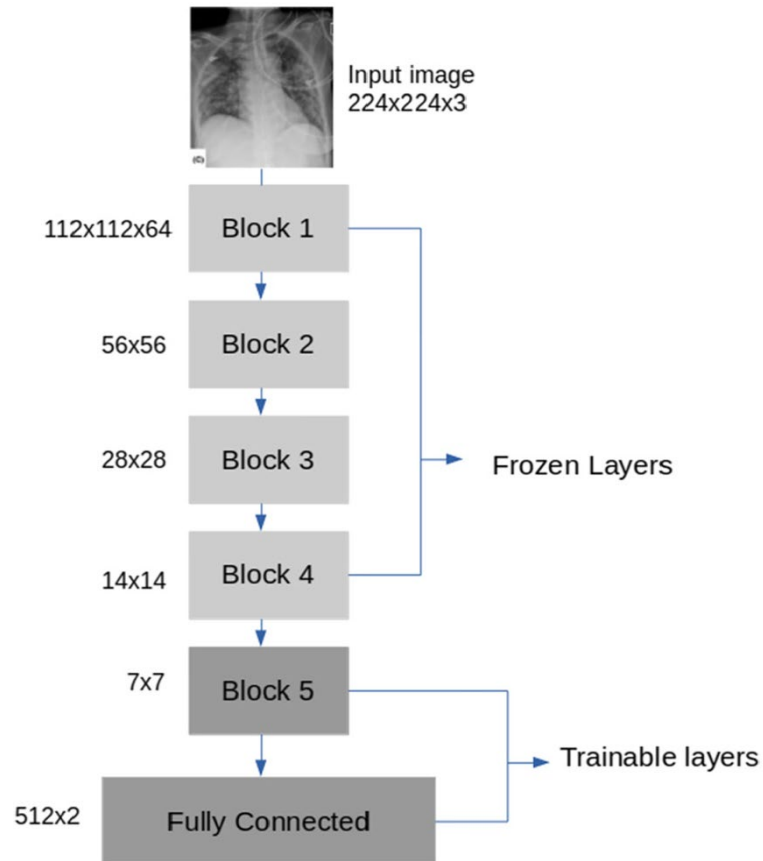 Input image
224x224x3
112x112x64
Block 1
56x56
Block 2
28x28
Block 3
Frozen Layers
14x14
Block 4
7x7
Block 5
Trainable layers
512x2
Fully Connected